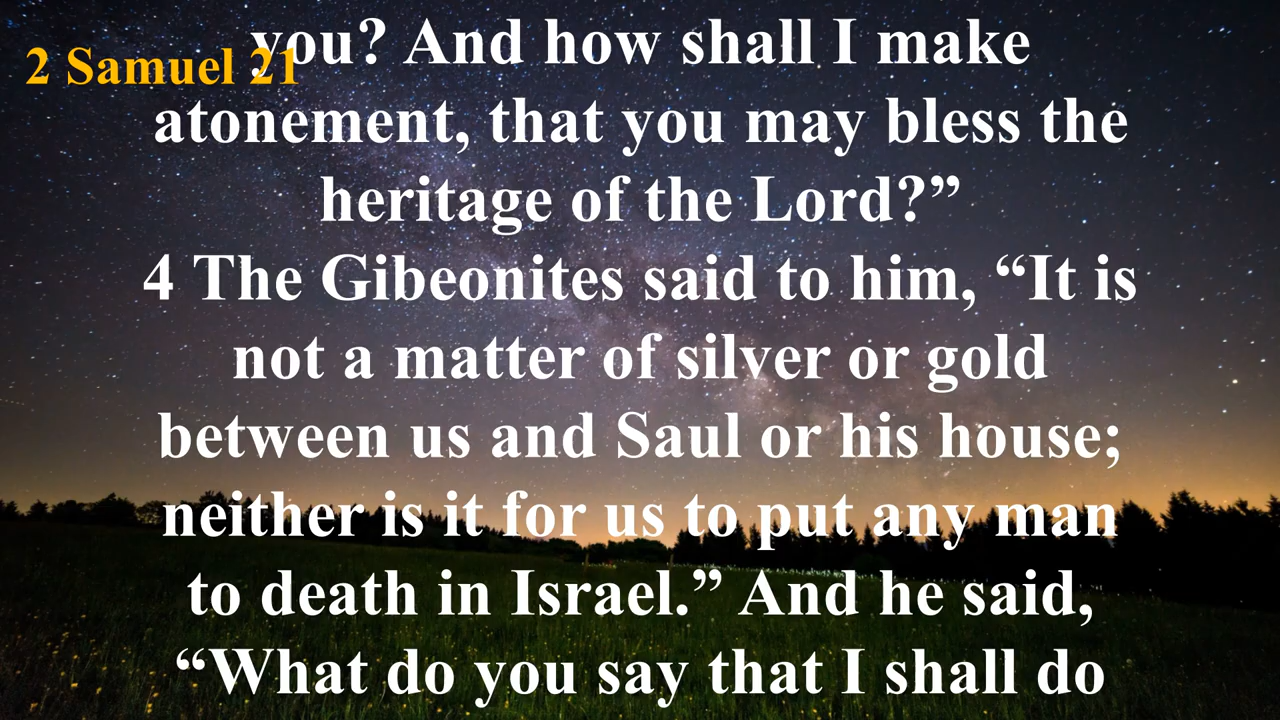 2 Samuel 21
you? And how shall I make
atonement, that you may bless the
heritage of the Lord?”
4 The Gibeonites said to him, “It is
not a matter of silver or gold
between us and Saul or his house;
neither is it for us to put any man
to death in Israel.” And he said,
“What do you say that I shall do